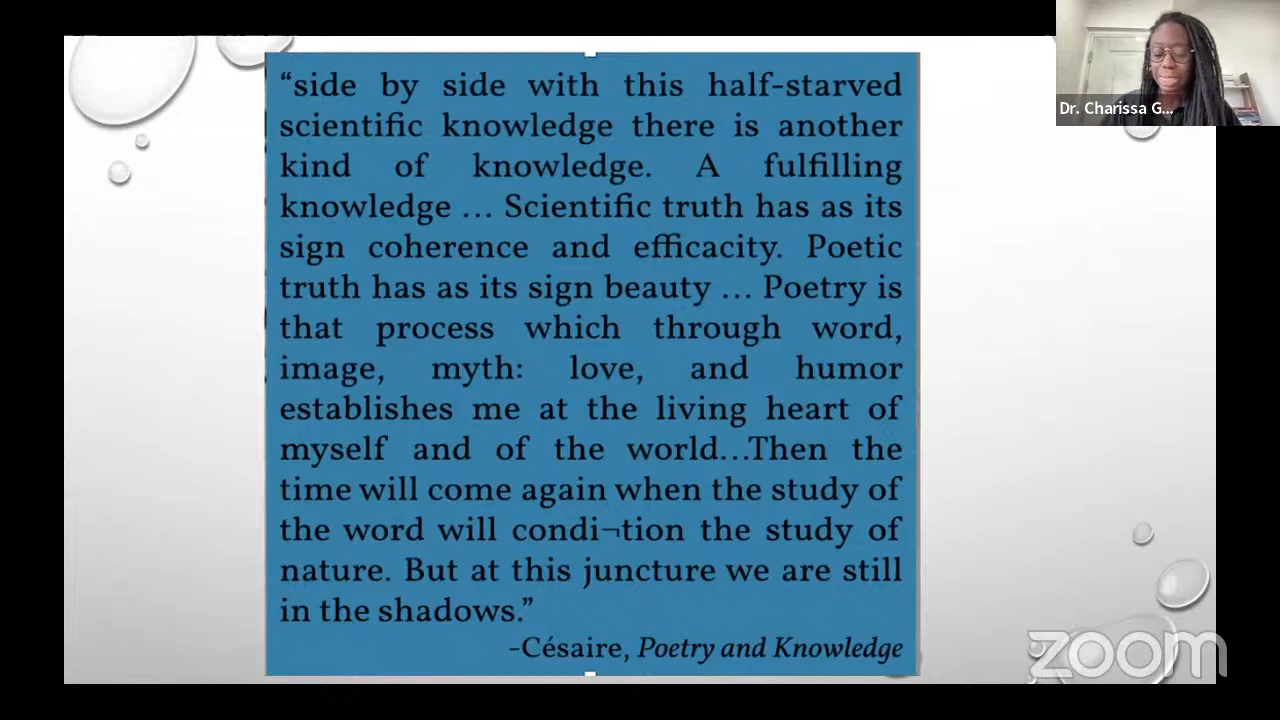 “side by side with this half-starved
scientific knowledge there is another
kind of knowledge. A fulfilling
knowledge … Scientific truth has as its
sign coherence and efficacity. Poetic
truth has as its sign beauty … Poetry is
that process which through word,
image, myth: love, and humor
establishes me at the living heart of
myself and of the world…Then the
time will come again when the study of
the word will condi¬tion the study of
nature. But at this juncture we are still
in the shadows.”
-Césaire, Poetry and Knowledge
Dr. Charissa G...
zoom